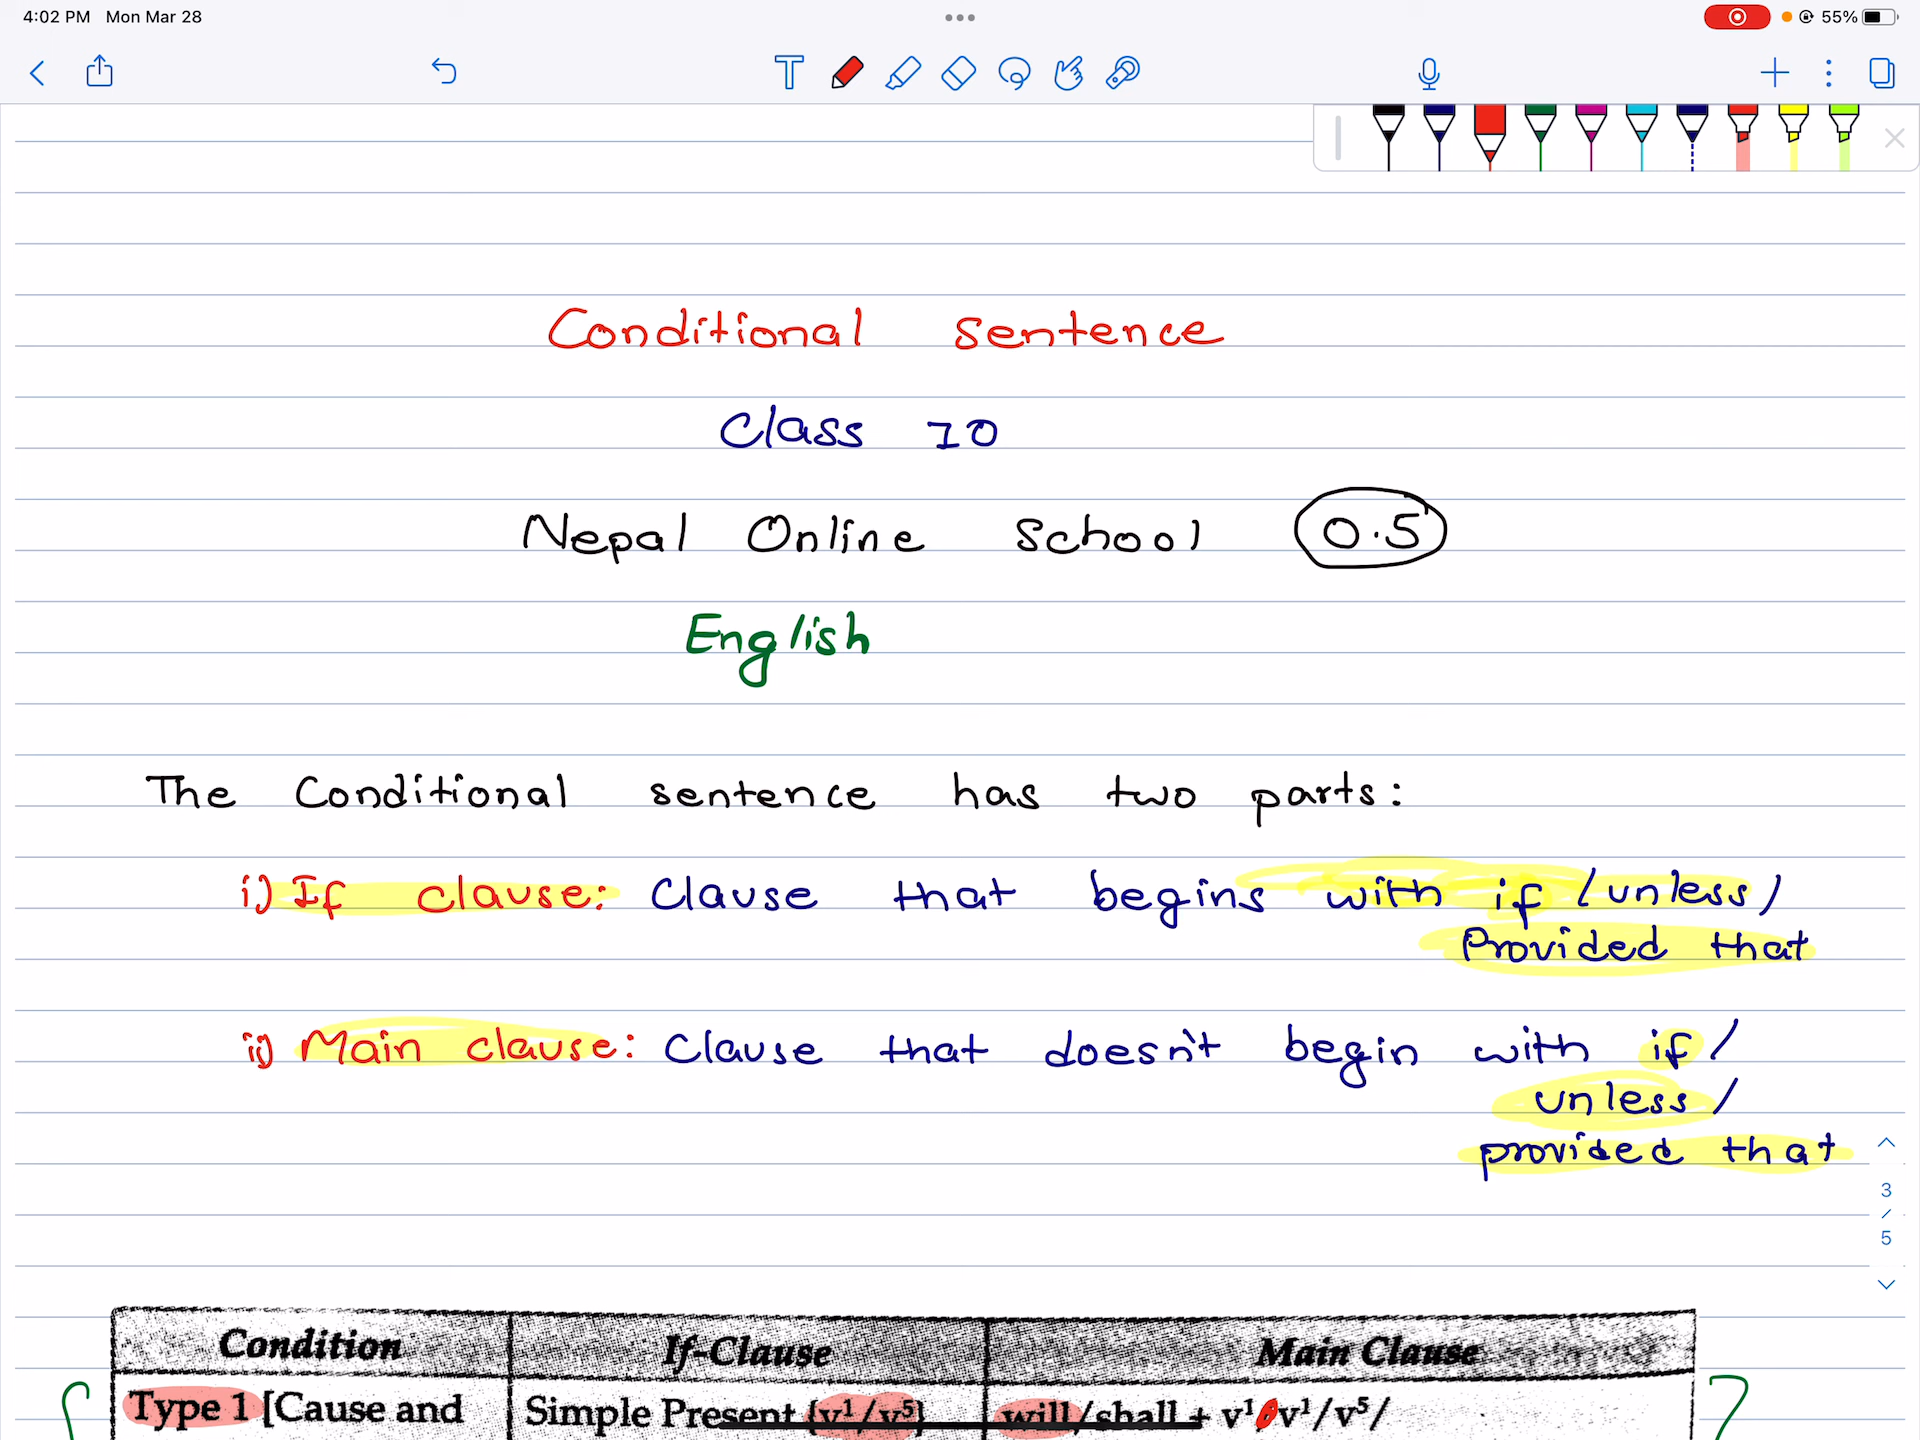 4:02 PM Mon Mar 28
55%
Conditional sentence
Class 10
Nepal Online School 0.5
English
The Conditional sentence has two parts:
i) If clause: Clause that begins with if / unless /
Provided that
ii) Main clause: Clause that doesn't begin with if /
unless /
provided that
3
/
5
Condition If-Clause Main Clause
Type 1 [Cause and Simple Present [v¹/v⁵] will/shall + v¹ v¹/v⁵/